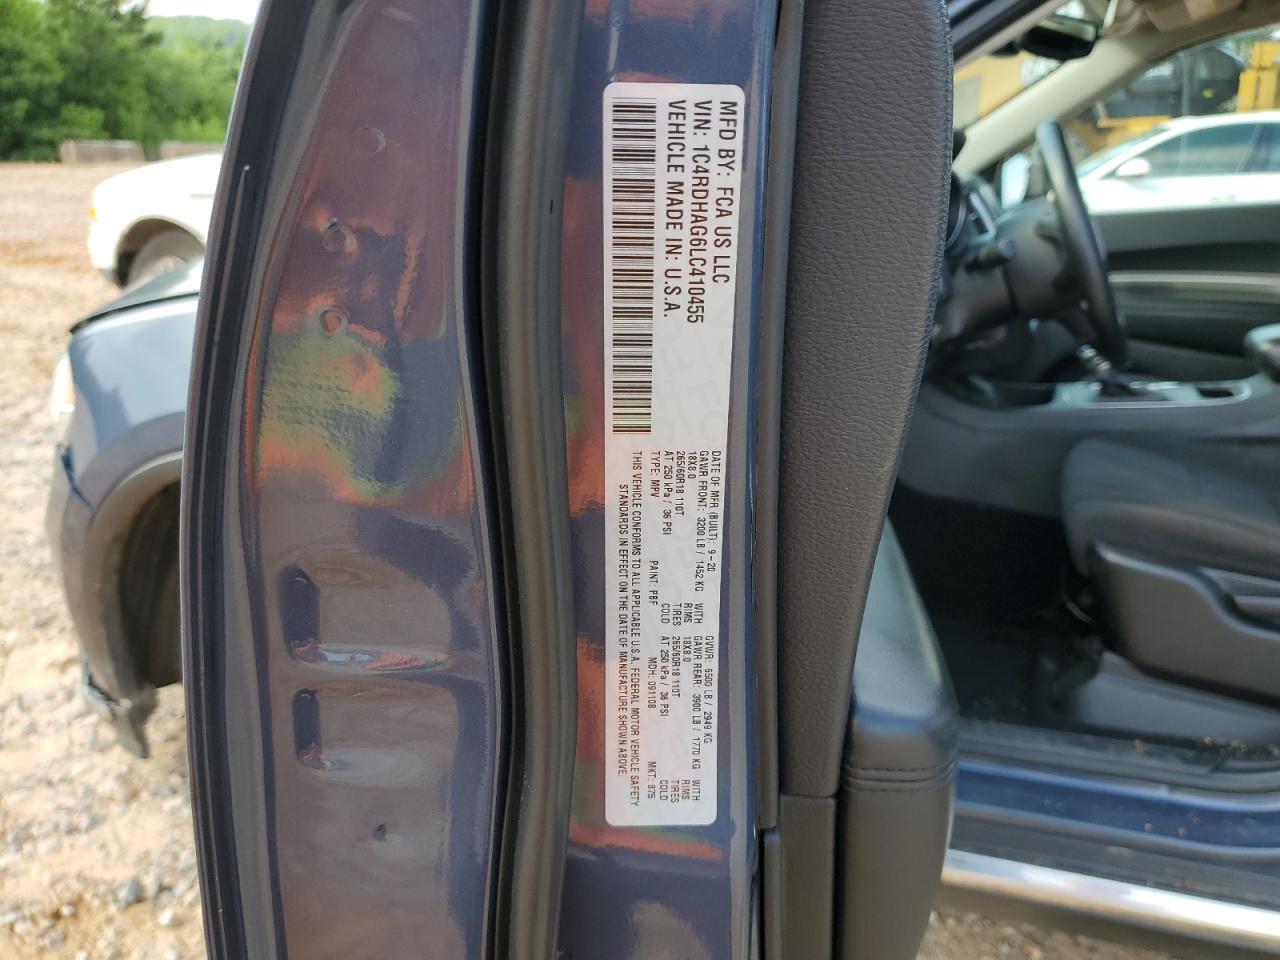 MFD BY: FCA US LLC
VIN: 1C4RDHAG6LC410455
VEHICLE MADE IN: U.S.A.
DATE OF MFR (BUILT): 9-20 GVWR: 6500 LB / 2949 KG
GAWR FRONT: 3200 LB / 1452 KG WITH GAWR REAR: 3900 LB / 1770 KG WITH
18X8.0 RIMS 18X8.0 RIMS
265/60R18 110T TIRES 265/60R18 110T TIRES
AT 250 kPa / 36 PSI COLD AT 250 kPa / 36 PSI COLD
TYPE: MPV PAINT: PBF MDH: 091108 MKT: 875
THIS VEHICLE CONFORMS TO ALL APPLICABLE U.S.A. FEDERAL MOTOR VEHICLE SAFETY
STANDARDS IN EFFECT ON THE DATE OF MANUFACTURE SHOWN ABOVE.